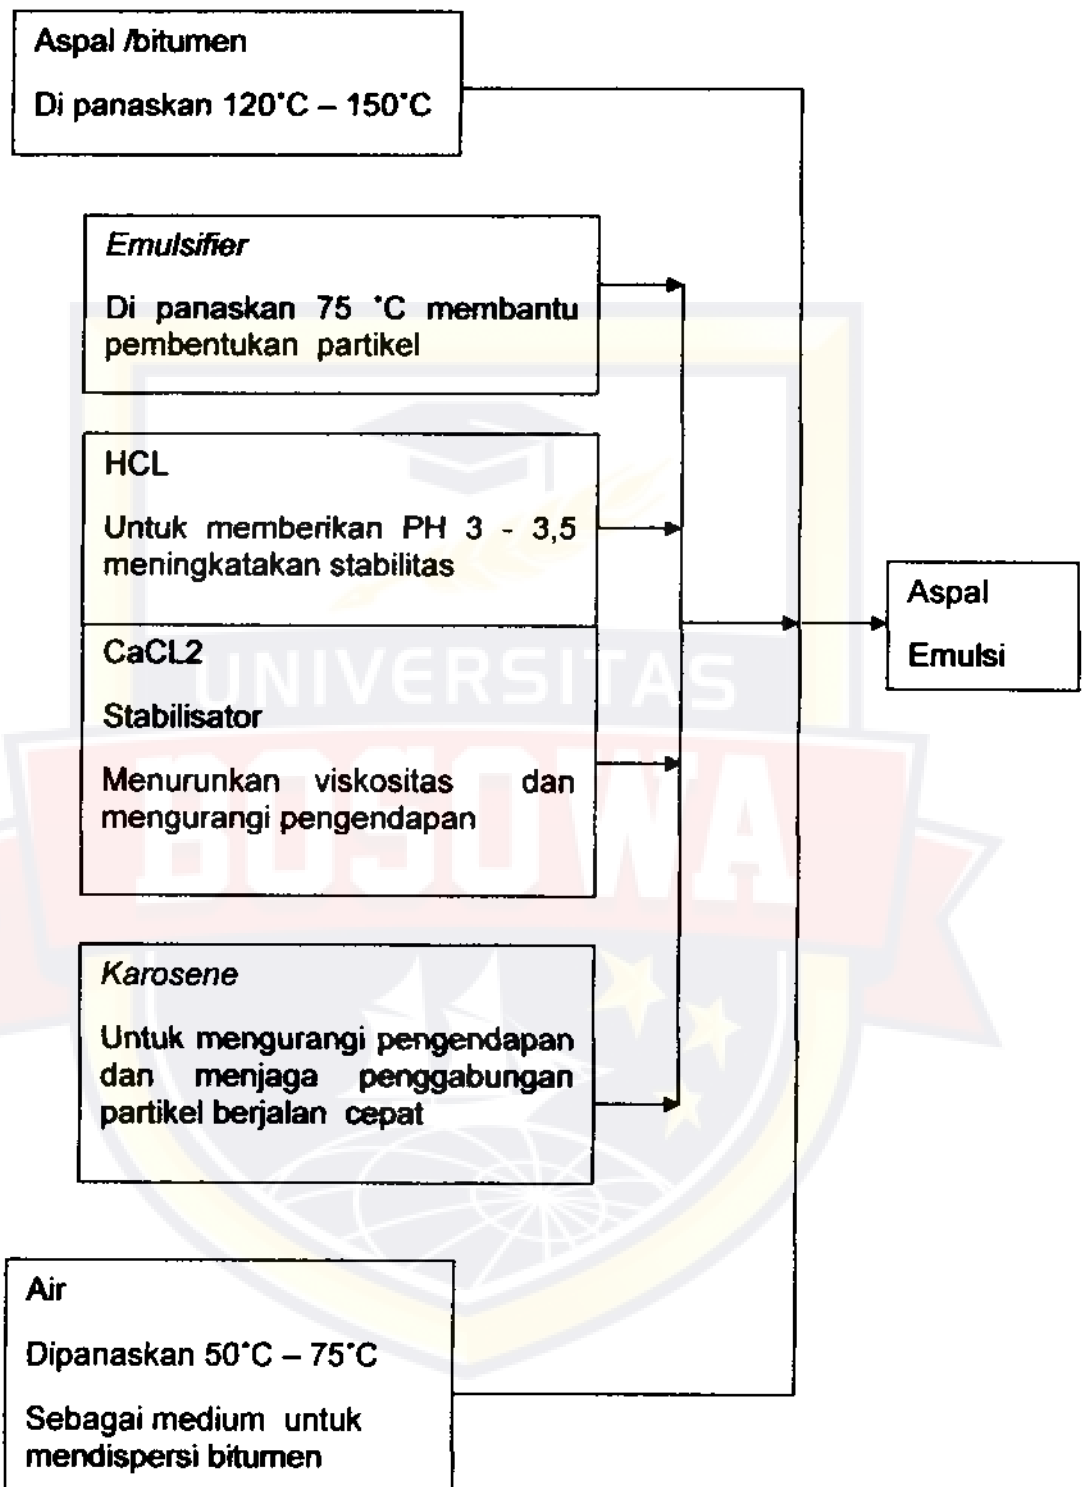 Aspal /bitumen
Di panaskan 120°C – 150°C
Emulsifier
Di panaskan 75 °C membantu
pembentukan partikel
HCL
Untuk memberikan PH 3 - 3,5
meningkatakan stabilitas
CaCL2
Stabilisator
Menurunkan viskositas dan
mengurangi pengendapan
Karosene
Untuk mengurangi pengendapan
dan menjaga penggabungan
partikel berjalan cepat
Air
Dipanaskan 50°C – 75°C
Sebagai medium untuk
mendispersi bitumen
Aspal
Emulsi
UNIVERSITAS
BOSOWA